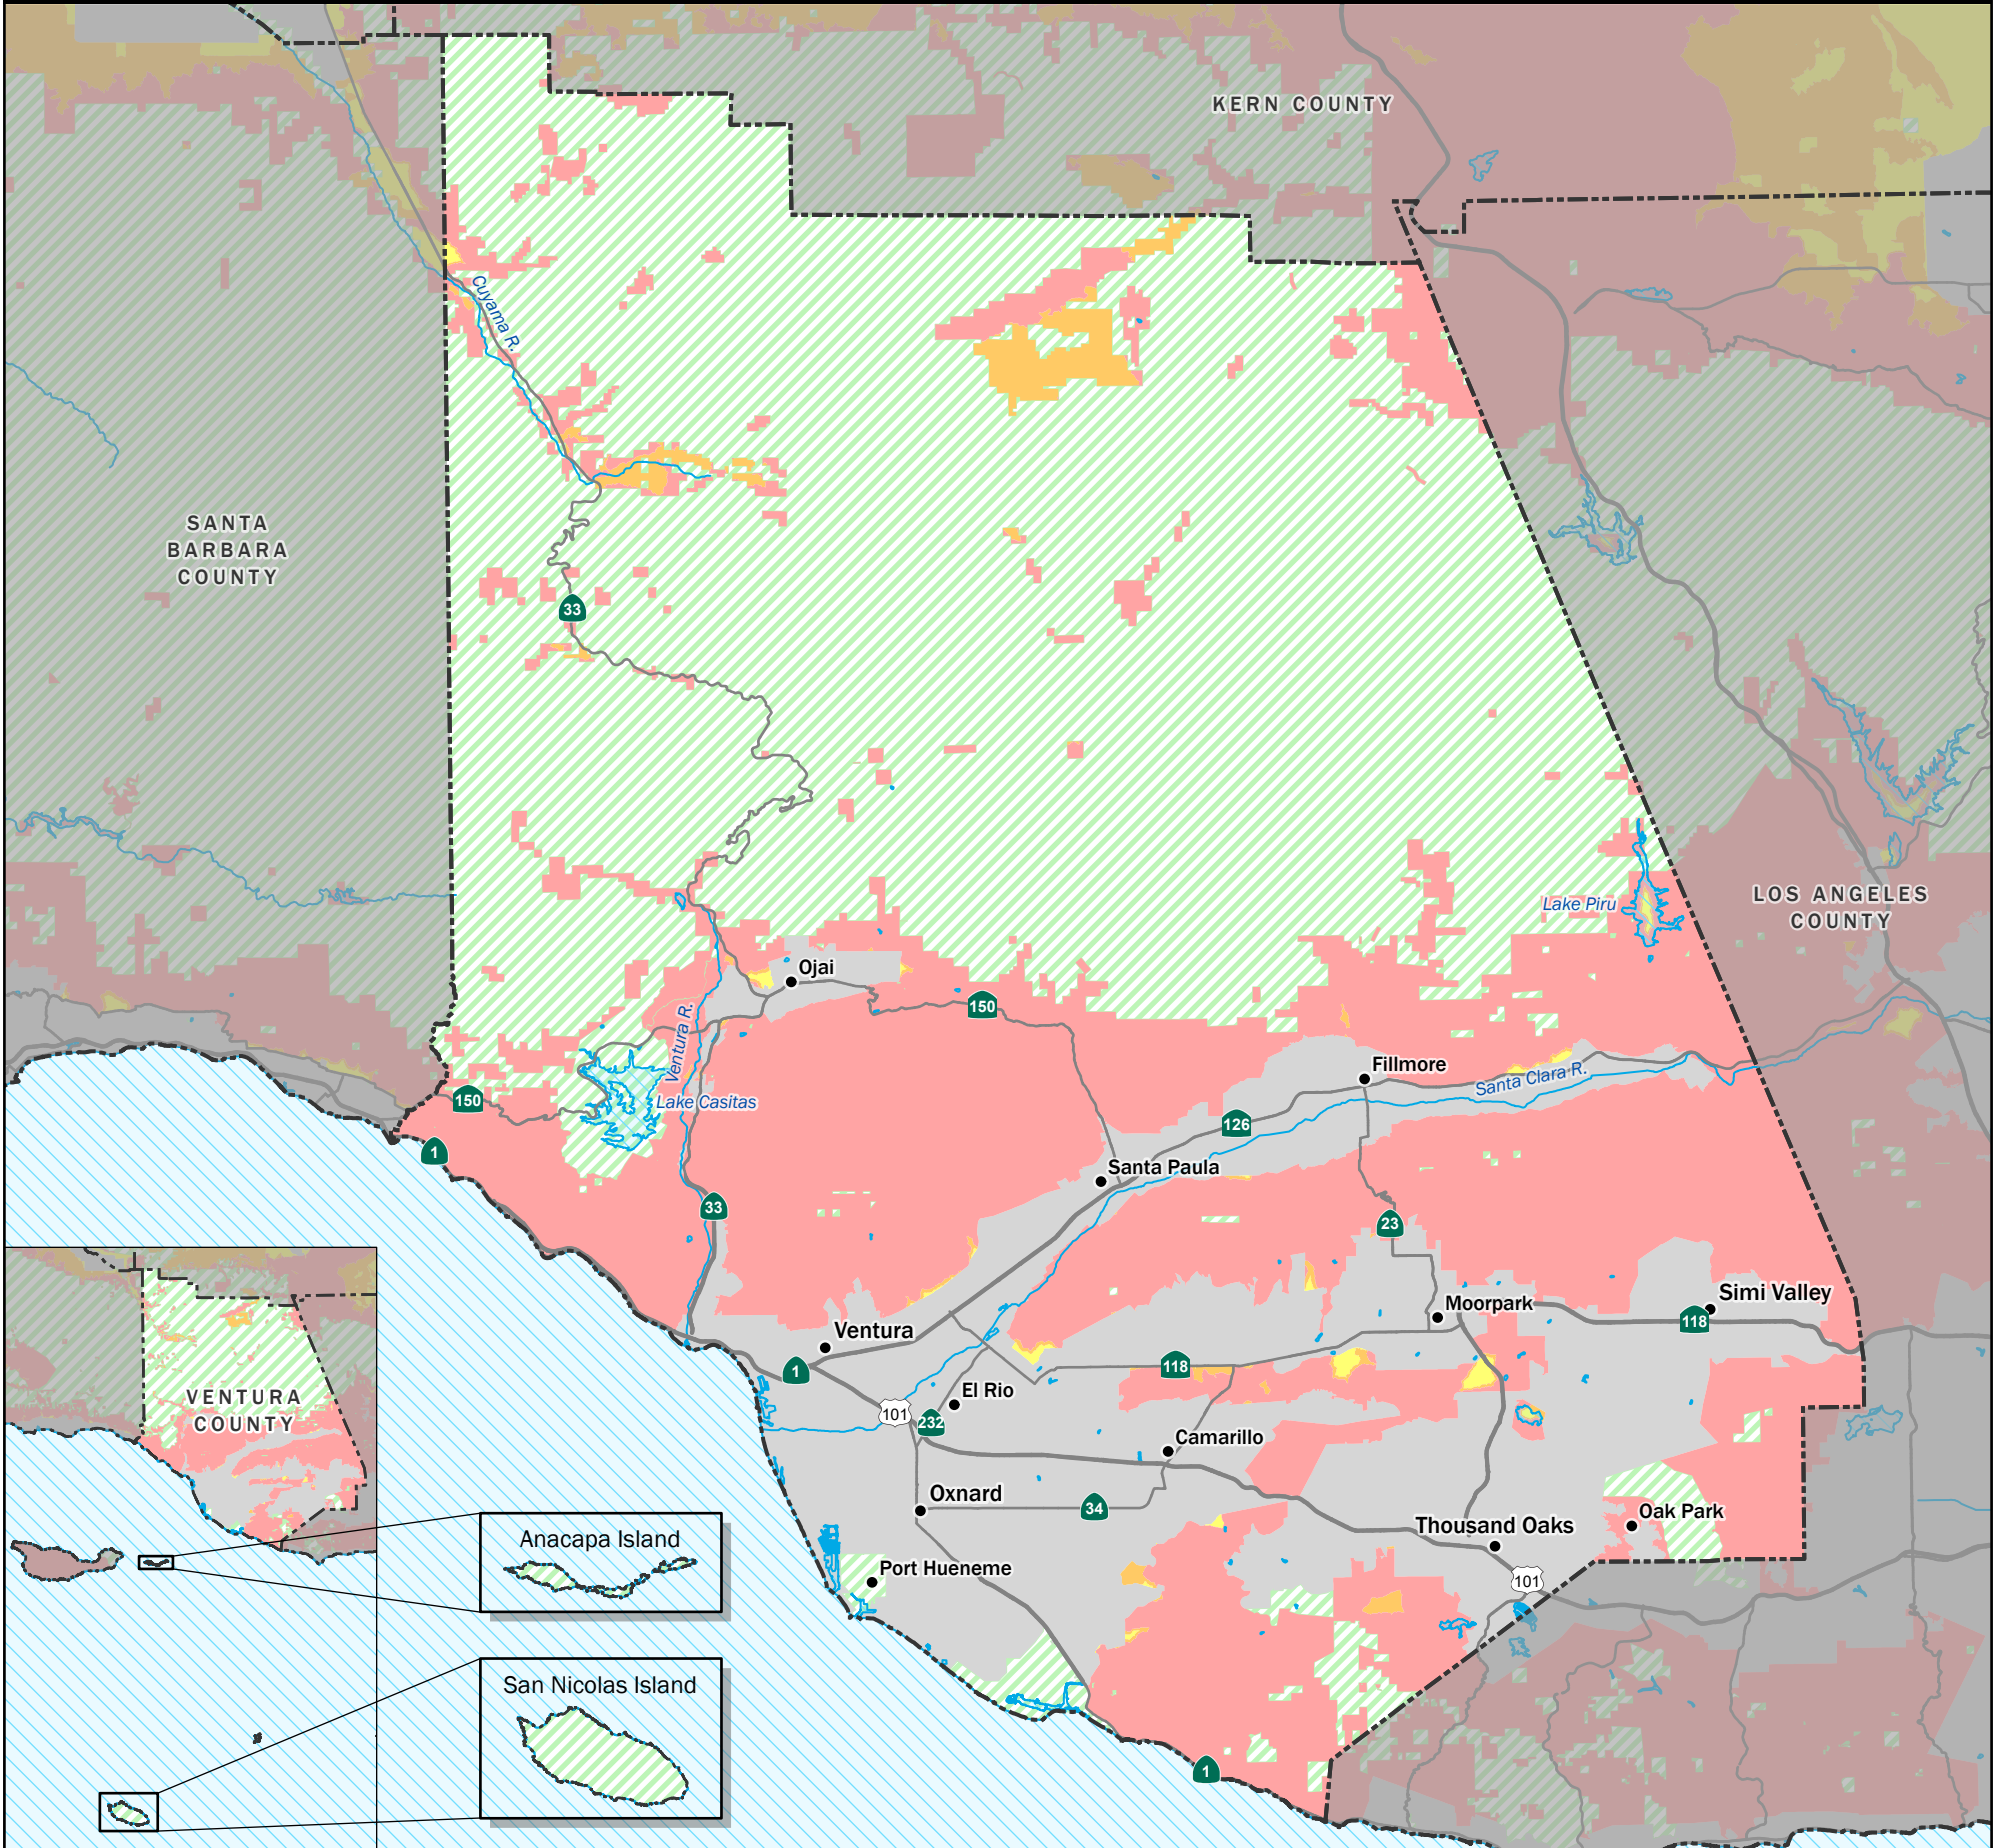 KERN COUNTY
Cuyama R.
SANTA
BARBARA
COUNTY
33
LOS ANGELES
COUNTY
Lake Piru
Ojai
150
Ventura R.
Fillmore
Santa Clara R.
150
Lake Casitas
126
1
Santa Paula
33
23
Simi Valley
Moorpark
118
Ventura
1
118
El Rio
101
232
Camarillo
VENTURA
COUNTY
Oxnard
34
Oak Park
Thousand Oaks
Anacapa Island
Port Hueneme
101
San Nicolas Island
1